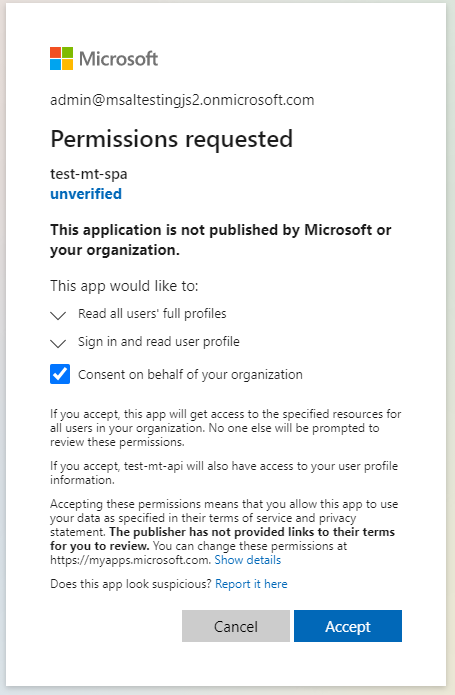 Microsoft
admin@msaltestingjs2.onmicrosoft.com
Permissions requested
test-mt-spa
unverified
This application is not published by Microsoft or
your organization.
This app would like to:
Read all users' full profiles
Sign in and read user profile
Consent on behalf of your organization
If you accept, this app will get access to the specified resources for
all users in your organization. No one else will be prompted to
review these permissions.
If you accept, test-mt-api will also have access to your user profile
information.
Accepting these permissions means that you allow this app to use
your data as specified in their terms of service and privacy
statement. The publisher has not provided links to their terms
for you to review. You can change these permissions at
https://myapps.microsoft.com. Show details
Does this app look suspicious? Report it here
Cancel Accept